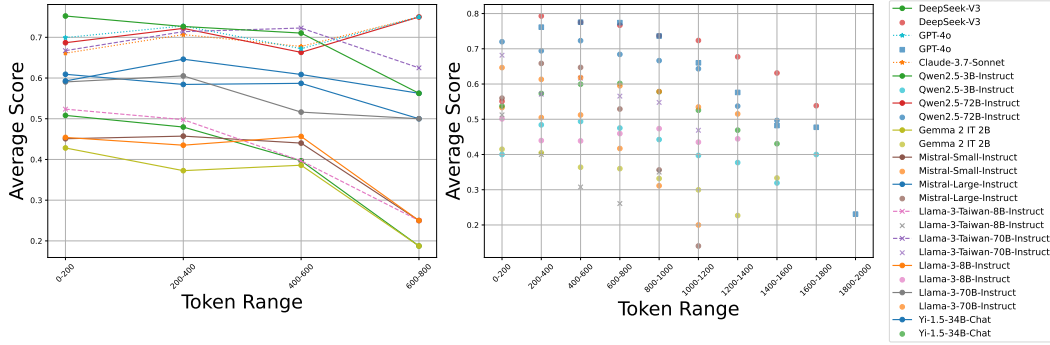 Average Score
0.7
0.6
0.5
0.4
0.3
0.2
0-200
200-400
400-600
600-800
Token Range
Average Score
0.8
0.7
0.6
0.5
0.4
0.3
0.2
0-200
200-400
400-600
600-800
800-1000
1000-1200
1200-1400
1400-1600
1600-1800
1800-2000
Token Range
DeepSeek-V3
DeepSeek-V3
GPT-4o
GPT-4o
Claude-3.7-Sonnet
Qwen2.5-3B-Instruct
Qwen2.5-3B-Instruct
Qwen2.5-72B-Instruct
Qwen2.5-72B-Instruct
Gemma 2 IT 2B
Gemma 2 IT 2B
Mistral-Small-Instruct
Mistral-Small-Instruct
Mistral-Large-Instruct
Mistral-Large-Instruct
Llama-3-Taiwan-8B-Instruct
Llama-3-Taiwan-8B-Instruct
Llama-3-Taiwan-70B-Instruct
Llama-3-Taiwan-70B-Instruct
Llama-3-8B-Instruct
Llama-3-8B-Instruct
Llama-3-70B-Instruct
Llama-3-70B-Instruct
Yi-1.5-34B-Chat
Yi-1.5-34B-Chat